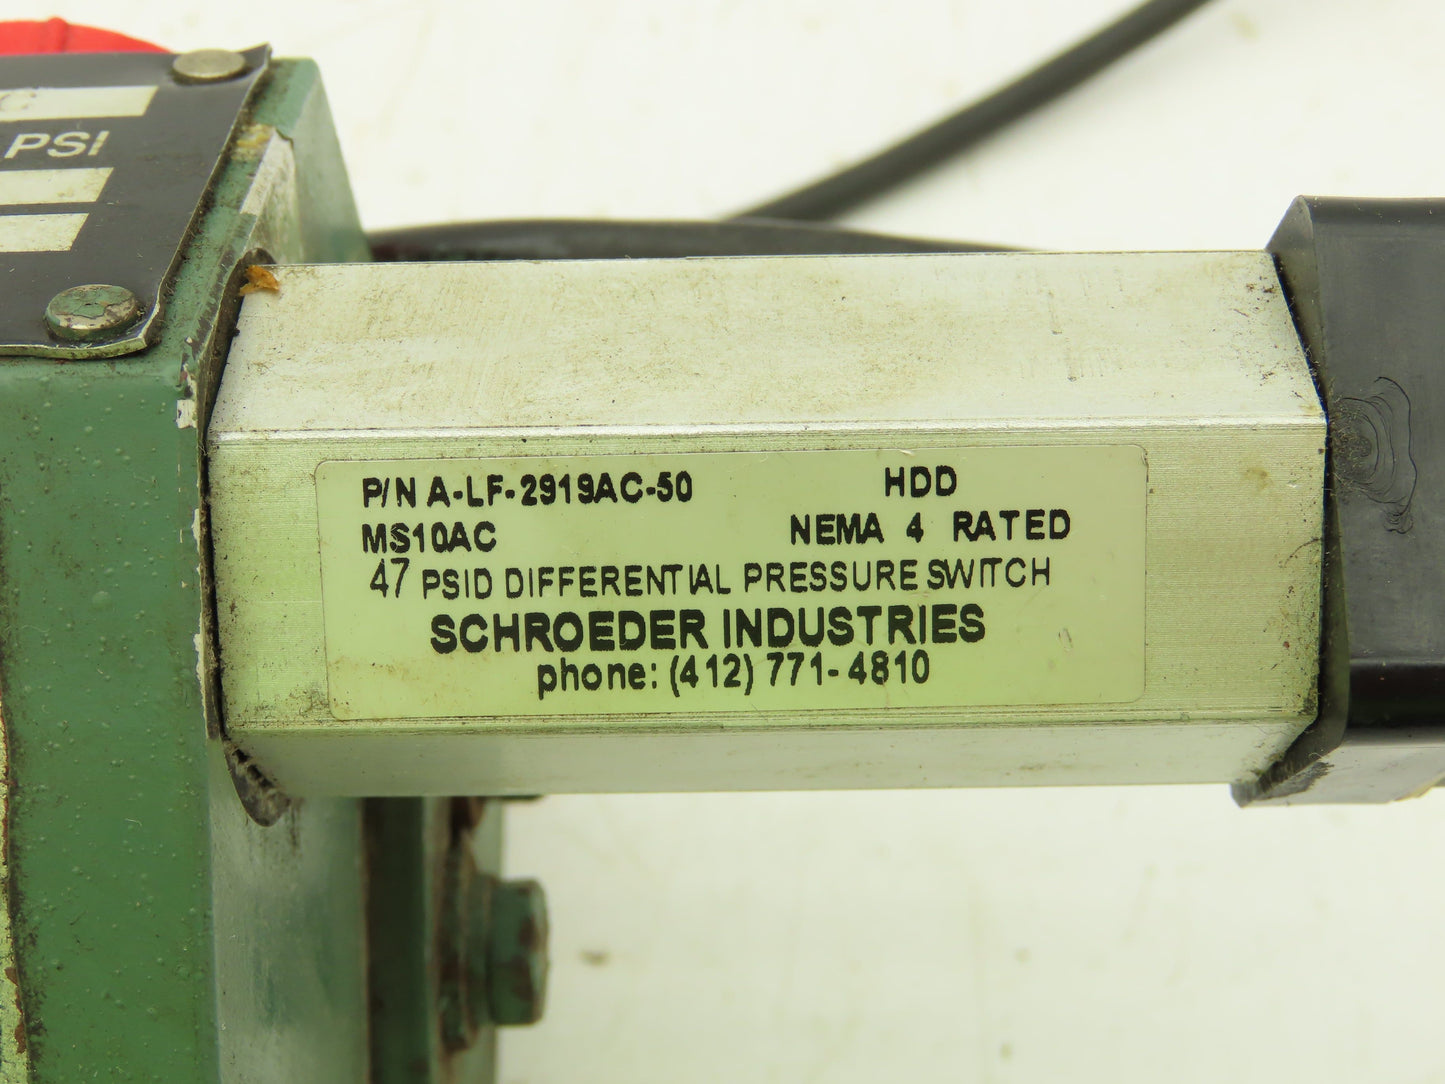 PSI
P/N A-LF-2919AC-50 HDD
MS10AC NEMA 4 RATED
47 PSID DIFFERENTIAL PRESSURE SWITCH
SCHROEDER INDUSTRIES
phone: (412) 771-4810